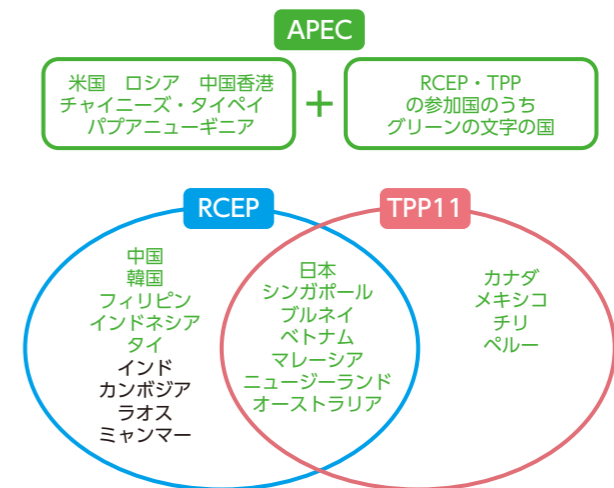 APEC
米国　ロシア　中国香港
チャイニーズ・タイペイ
パプアニューギニア
+
RCEP・TPP
の参加国のうち
グリーンの文字の国
RCEP
TPP11
中国
韓国
フィリピン
インドネシア
タイ
インド
カンボジア
ラオス
ミャンマー
日本
シンガポール
ブルネイ
ベトナム
マレーシア
ニュージーランド
オーストラリア
カナダ
メキシコ
チリ
ペルー